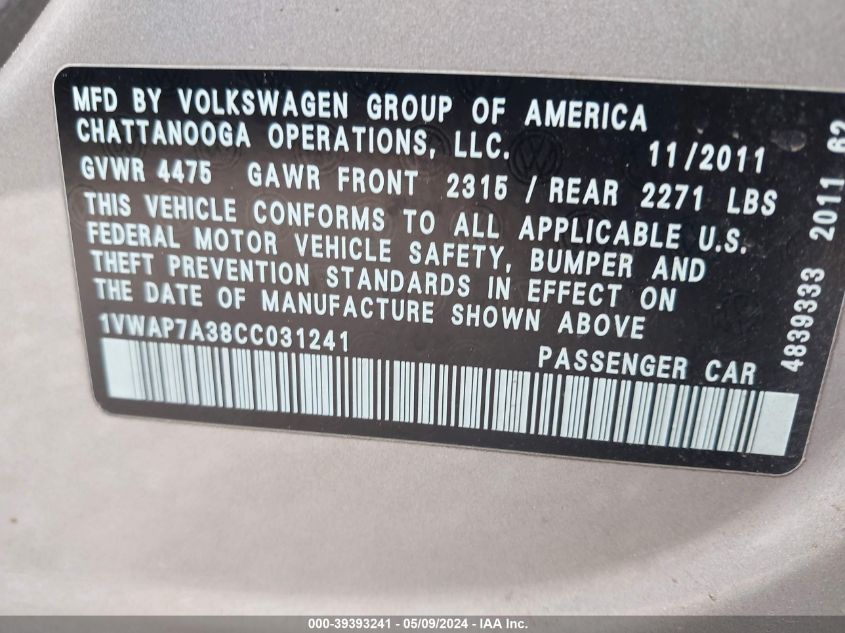 MFD BY VOLKSWAGEN GROUP OF AMERICA
CHATTANOOGA OPERATIONS, LLC. 11/2011
GVWR 4475 GAWR FRONT 2315 / REAR 2271 LBS
THIS VEHICLE CONFORMS TO ALL APPLICABLE U.S.
FEDERAL MOTOR VEHICLE SAFETY, BUMPER AND
THEFT PREVENTION STANDARDS IN EFFECT ON
THE DATE OF MANUFACTURE SHOWN ABOVE
1VWAP7A38CC031241
PASSENGER CAR
4839333 2011 62
000-39393241 - 05/09/2024 - IAA Inc.